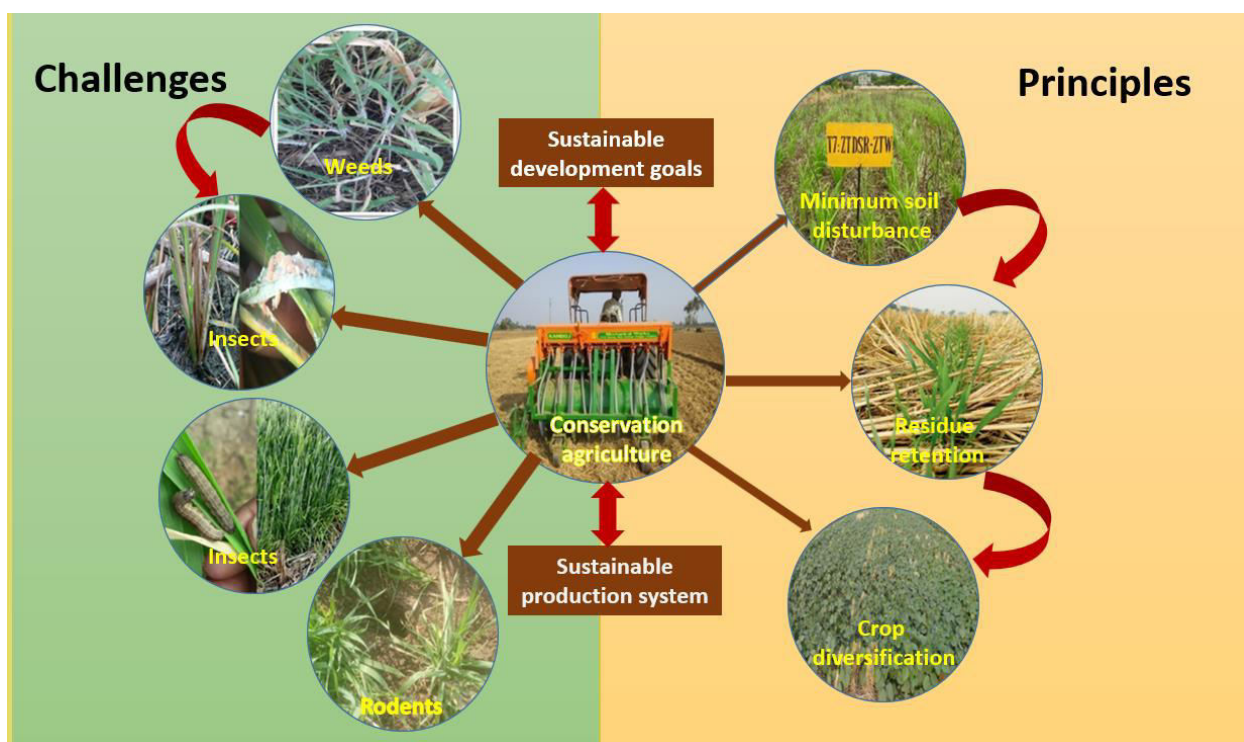 Challenges
Principles
Weeds
Insects
Insects
Rodents
Sustainable
development goals
Conservation
agriculture
Sustainable
production system
T7:ZTDSR-ZTW
Minimum soil
disturbance
Residue
retention
Crop
diversification